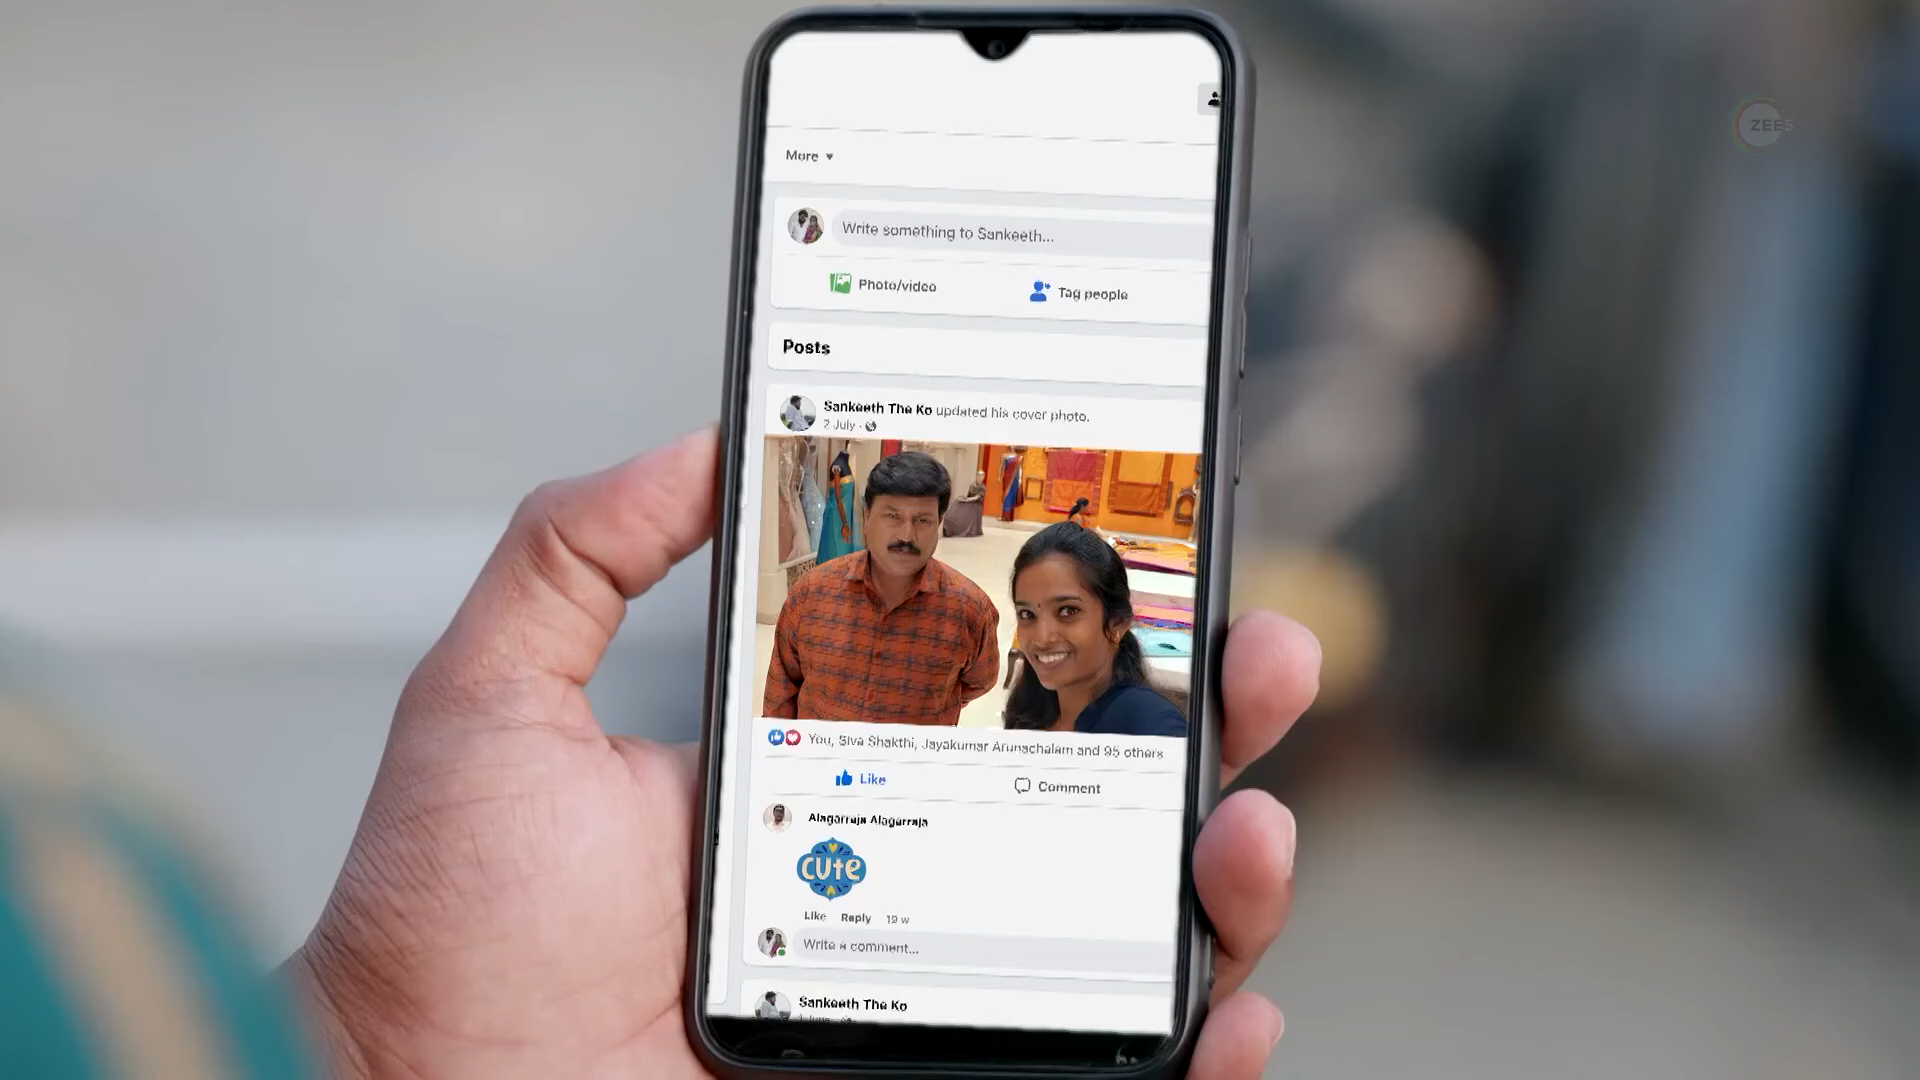 ZEE5
More
Write something to Sankeeth...
Photo/video
Tag people
Posts
Sankeeth The Ko updated his cover photo.
2 July ·
You, Siva Shakthi, Jayakumar Arunachalam and 95 others
Like
Comment
Alagarraja Alagarraja
CUTE
Like Reply 19 w
Write a comment...
Sankeeth The Ko